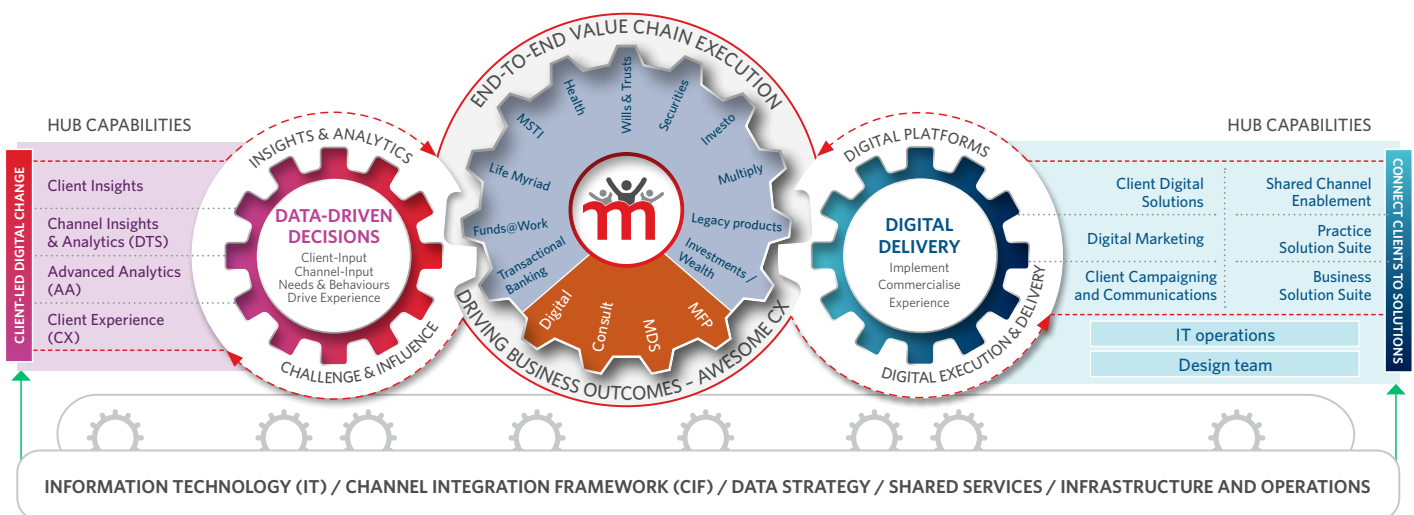 HUB CAPABILITIES
CLIENT-LED DIGITAL CHANGE
Client Insights
Channel Insights
& Analytics (DTS)
Advanced Analytics
(AA)
Client Experience
(CX)
INSIGHTS & ANALYTICS
DATA-DRIVEN
DECISIONS
Client-Input
Channel-Input
Needs & Behaviours
Drive Experience
CHALLENGE & INFLUENCE
END-TO-END VALUE CHAIN EXECUTION
Transactional
Banking
Funds@Work
Life Myriad
MSTI
Health
Wills & Trusts
Securities
Investo
Multiply
Legacy products
Investments /
Wealth
m
Digital
Consult
MDS
MFP
DRIVING BUSINESS OUTCOMES – AWESOME CX
DIGITAL PLATFORMS
DIGITAL
DELIVERY
Implement
Commercialise
Experience
DIGITAL EXECUTION & DELIVERY
HUB CAPABILITIES
Client Digital
Solutions
Shared Channel
Enablement
Digital Marketing
Practice
Solution Suite
Client Campaigning
and Communications
Business
Solution Suite
IT operations
Design team
CONNECT CLIENTS TO SOLUTIONS
INFORMATION TECHNOLOGY (IT) / CHANNEL INTEGRATION FRAMEWORK (CIF) / DATA STRATEGY / SHARED SERVICES / INFRASTRUCTURE AND OPERATIONS